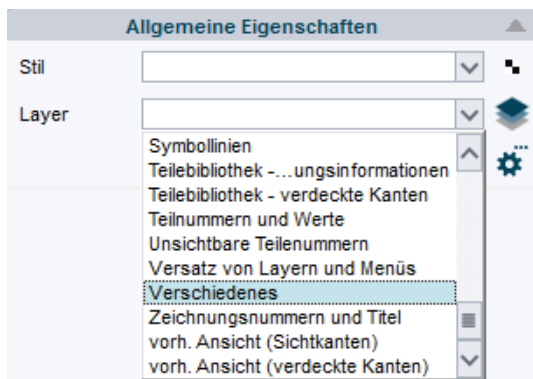 Allgemeine Eigenschaften
Stil
Layer
Symbollinien
Teilebibliothek -...ungsinformationen
Teilebibliothek - verdeckte Kanten
Teilnummern und Werte
Unsichtbare Teilenummern
Versatz von Layern und Menüs
Verschiedenes
Zeichnungsnummern und Titel
vorh. Ansicht (Sichtkanten)
vorh. Ansicht (verdeckte Kanten)